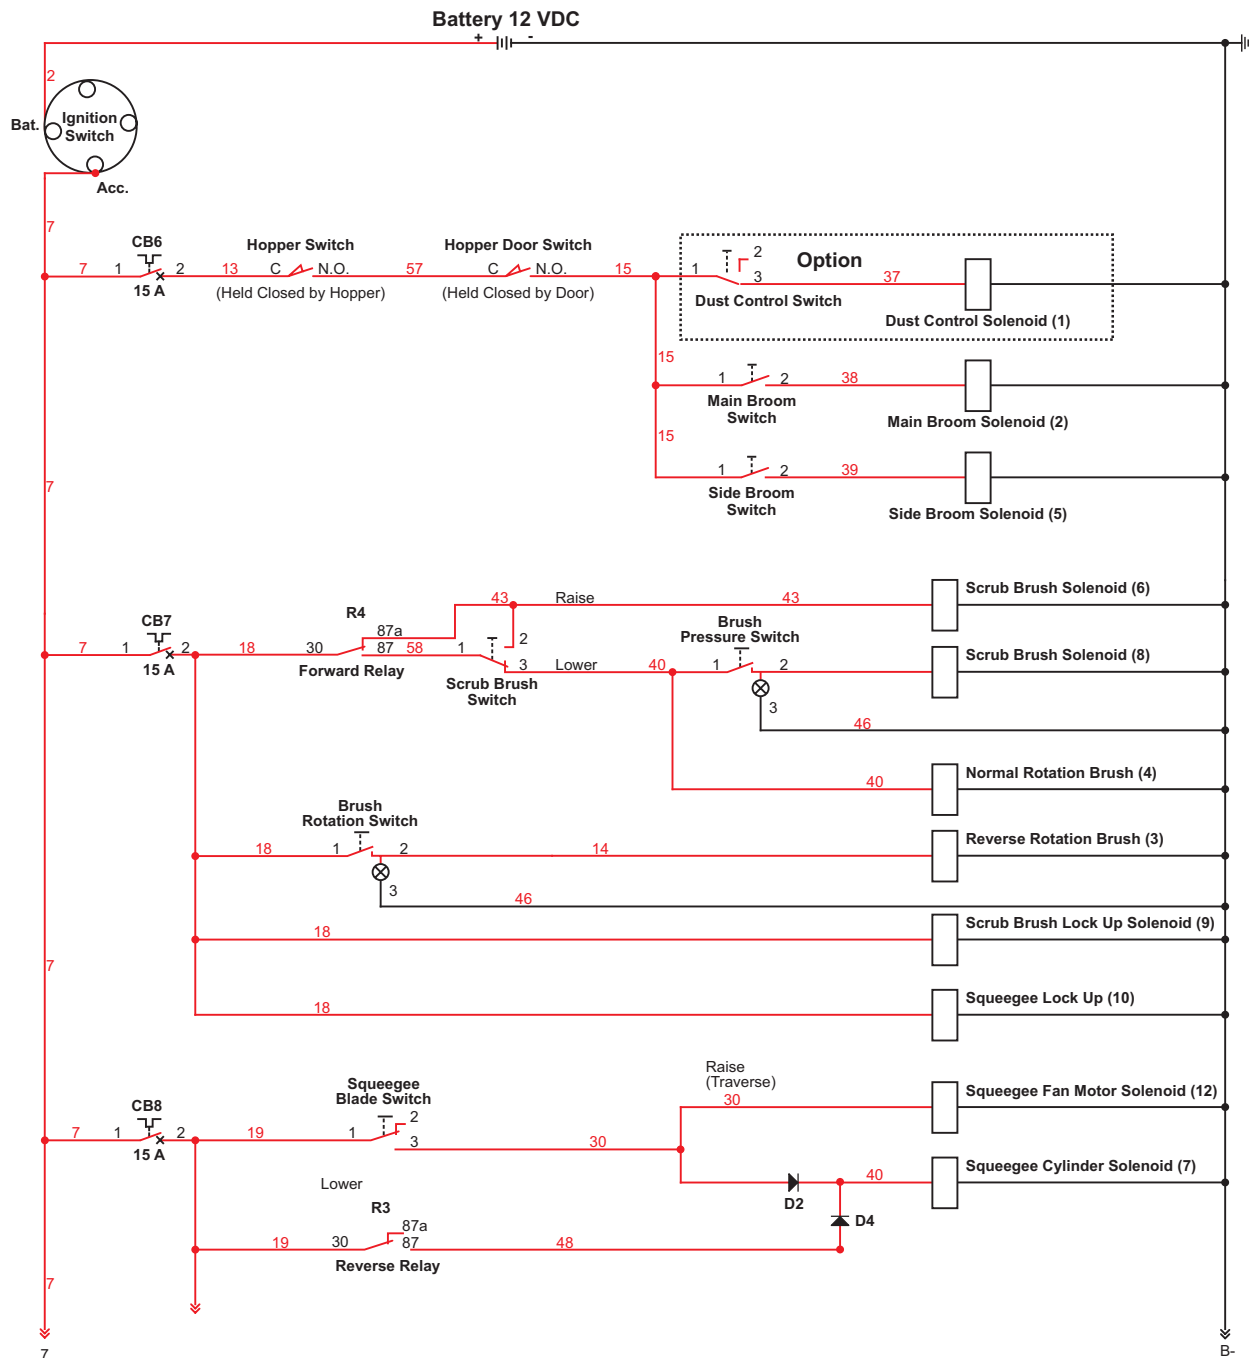 Battery 12 VDC
+ -
2
Ignition
Switch
Bat.
Acc.
7
CB6
Hopper Switch
Hopper Door Switch
7 1 2 13 C N.O. 57 C N.O. 15 1 2 3 Option 37
15 A
(Held Closed by Hopper)
(Held Closed by Door)
Dust Control Switch
Dust Control Solenoid (1)
15
1 2 38
Main Broom
Switch
Main Broom Solenoid (2)
15
1 2 39
Side Broom
Switch
Side Broom Solenoid (5)
7
43 Raise 43
Scrub Brush Solenoid (6)
CB7
R4
87a
7 1 2 18 30 87 58 1 2 3
15 A
Forward Relay
Scrub Brush
Switch
Lower 40
Brush
Pressure Switch
1 2
Scrub Brush Solenoid (8)
3
46
40
Normal Rotation Brush (4)
Brush
Rotation Switch
18 1 2 14
Reverse Rotation Brush (3)
3
46
18
Scrub Brush Lock Up Solenoid (9)
7
18
Squeegee Lock Up (10)
Raise
(Traverse)
30
Squeegee Fan Motor Solenoid (12)
CB8
Squeegee
Blade Switch
7 1 2 19 1 2 3 30
15 A
40
Squeegee Cylinder Solenoid (7)
D2
D4
Lower
R3
87a
19 30 87 48
Reverse Relay
7
7
B-